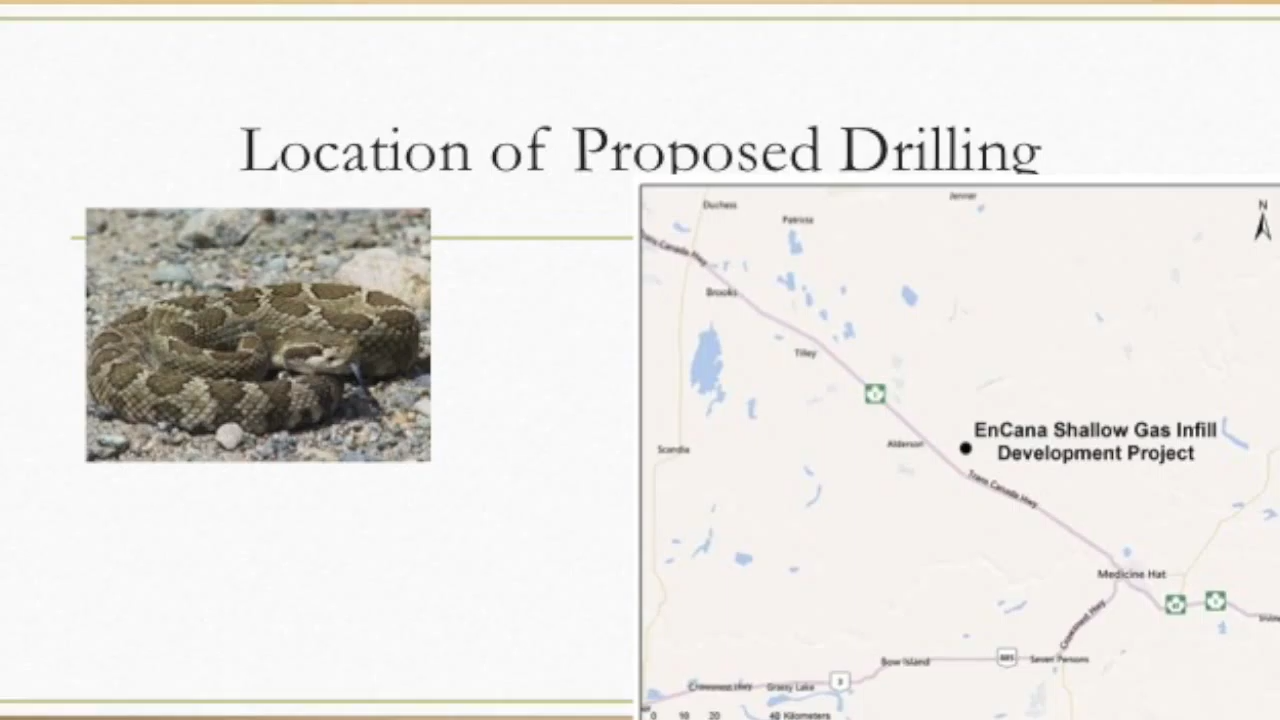 Location of Proposed Drilling
Duchess
Jenner
Patricia
N
Trans Canada Hwy
Brooks
Tilley
1
EnCana Shallow Gas Infill
Development Project
Alderson
Scandia
Trans Canada Hwy
Medicine Hat
Crowsnest Hwy
Bow Island
Seven Persons
Crowsnest Hwy
Grassy Lake
3
0 10 20 40 Kilometers